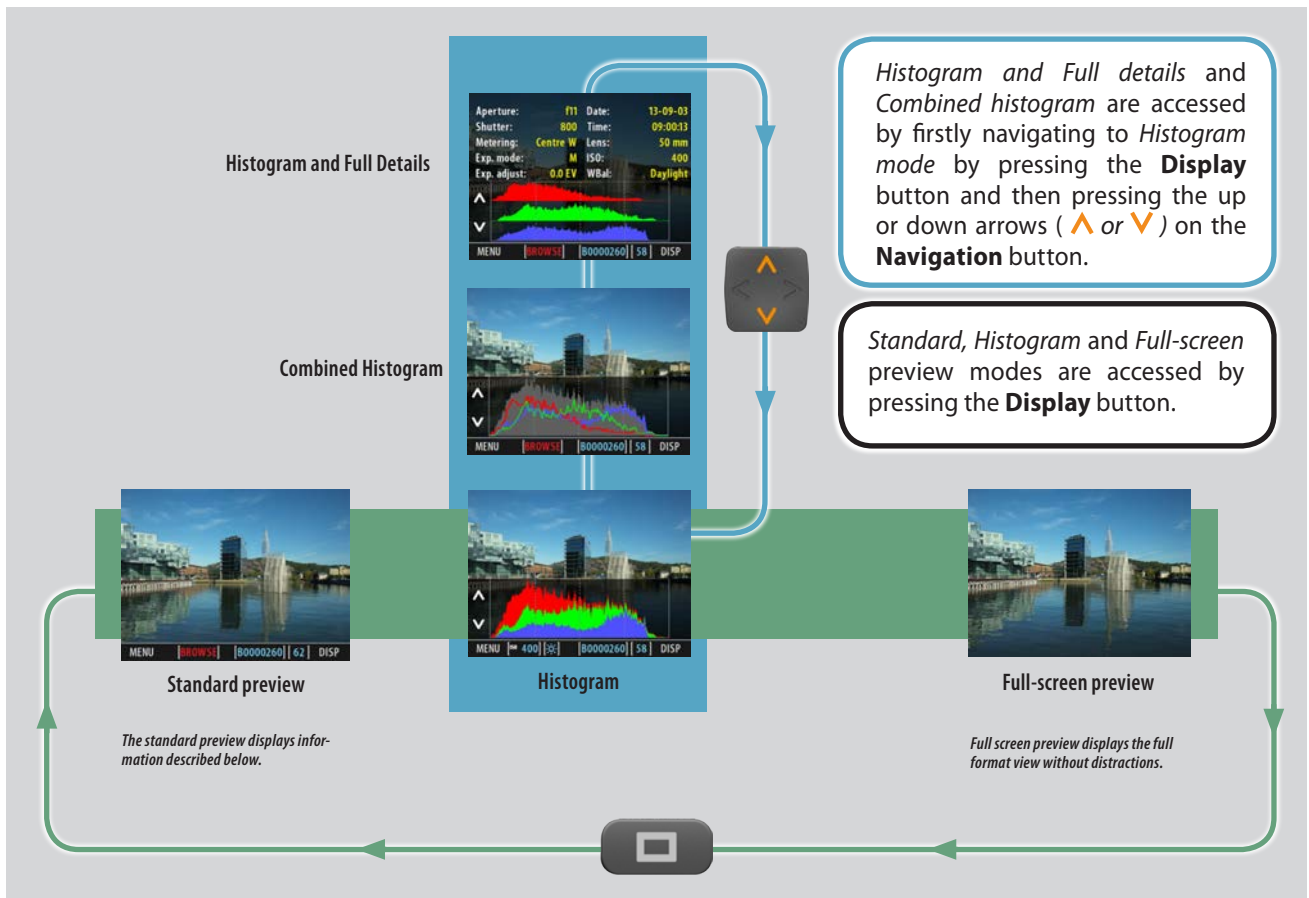 Histogram and Full details and
Combined histogram are accessed
by firstly navigating to Histogram
mode by pressing the Display
button and then pressing the up
or down arrows ( ∧ or ∨ ) on the
Navigation button.
Standard, Histogram and Full-screen
preview modes are accessed by
pressing the Display button.
Histogram and Full Details
Aperture: f11 Date: 13-09-03
Shutter: 800 Time: 09:00:13
Metering: Centre W Lens: 50 mm
Exp. mode: M ISO: 400
Exp. adjust: 0.0 EV WBal: Daylight
MENU BROWSE B0000260 58 DISP
Combined Histogram
MENU BROWSE B0000260 58 DISP
MENU BROWSE B0000260 62 DISP
Standard preview
The standard preview displays infor-
mation described below.
MENU ISO 400 B0000260 58 DISP
Histogram
Full-screen preview
Full screen preview displays the full
format view without distractions.